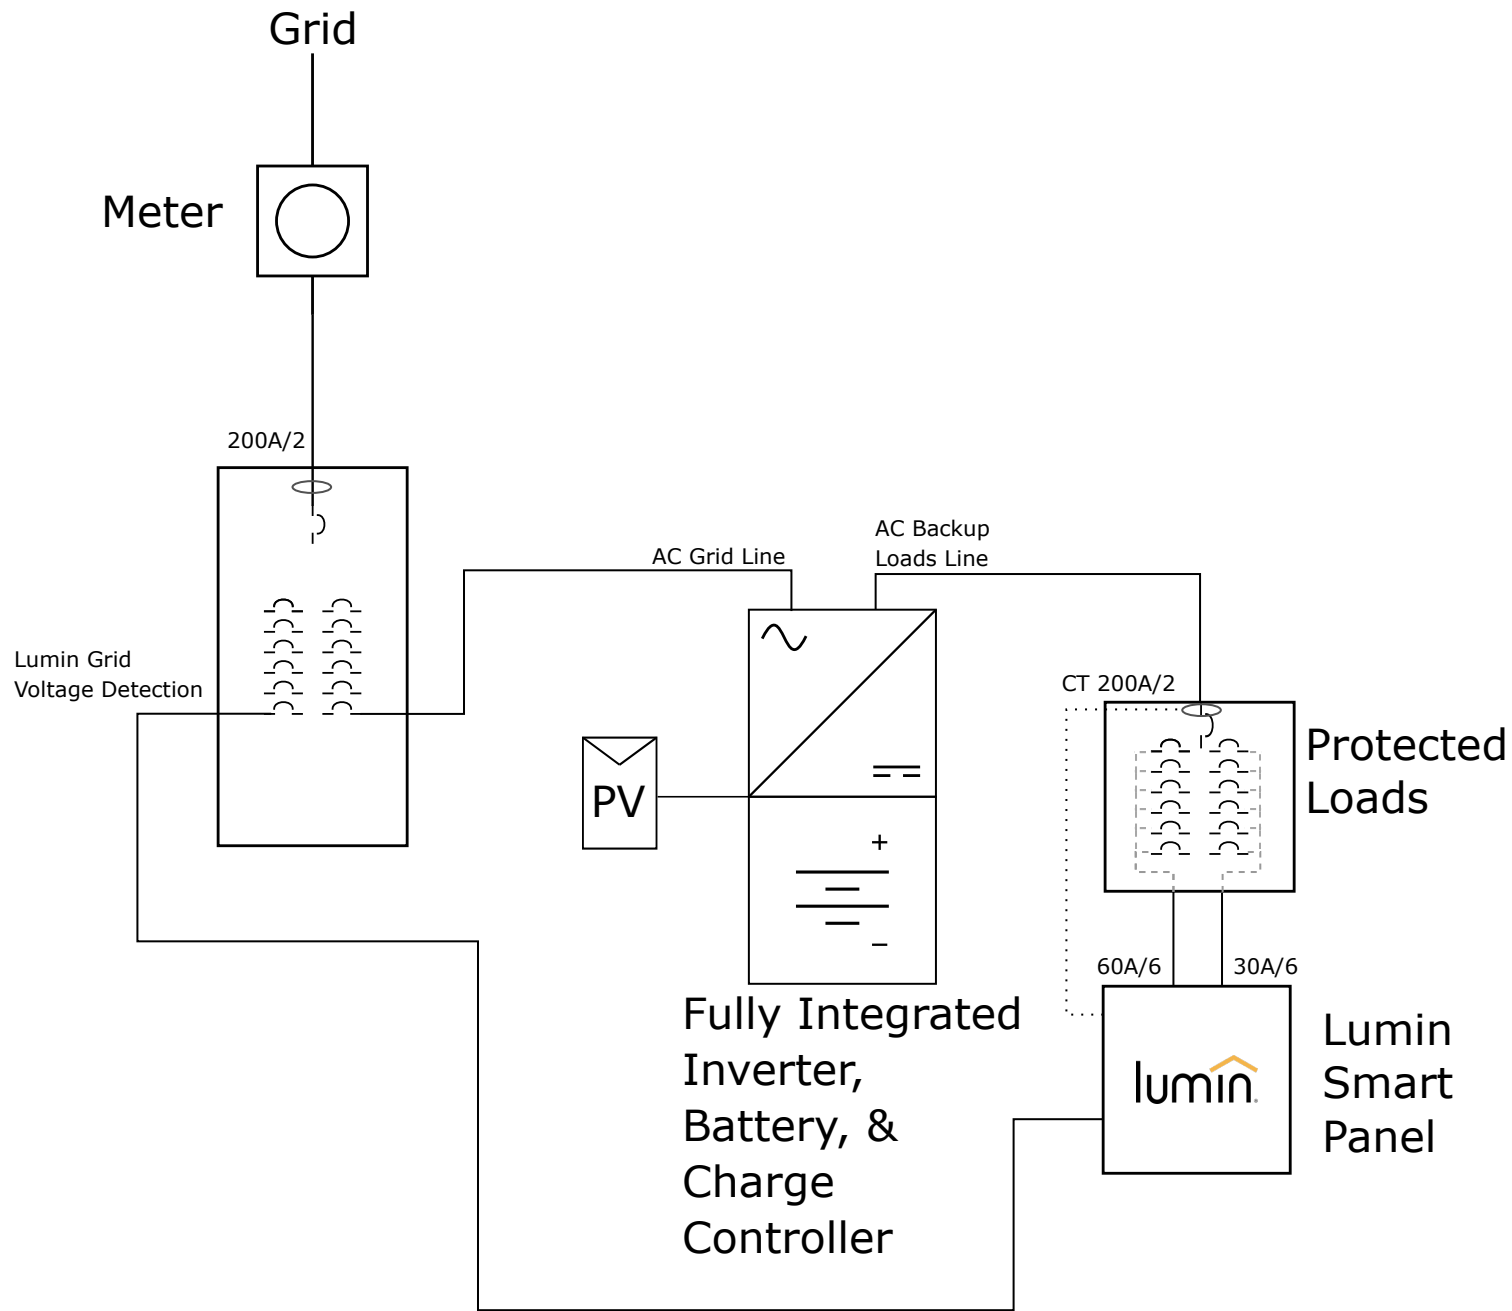 Grid
Meter
200A/2
AC Backup
Loads Line
AC Grid Line
Lumin Grid
Voltage Detection
CT 200A/2
Protected
Loads
PV
+
−
60A/6
30A/6
Fully Integrated
Inverter,
Battery, &
Charge
Controller
lumin
Lumin
Smart
Panel